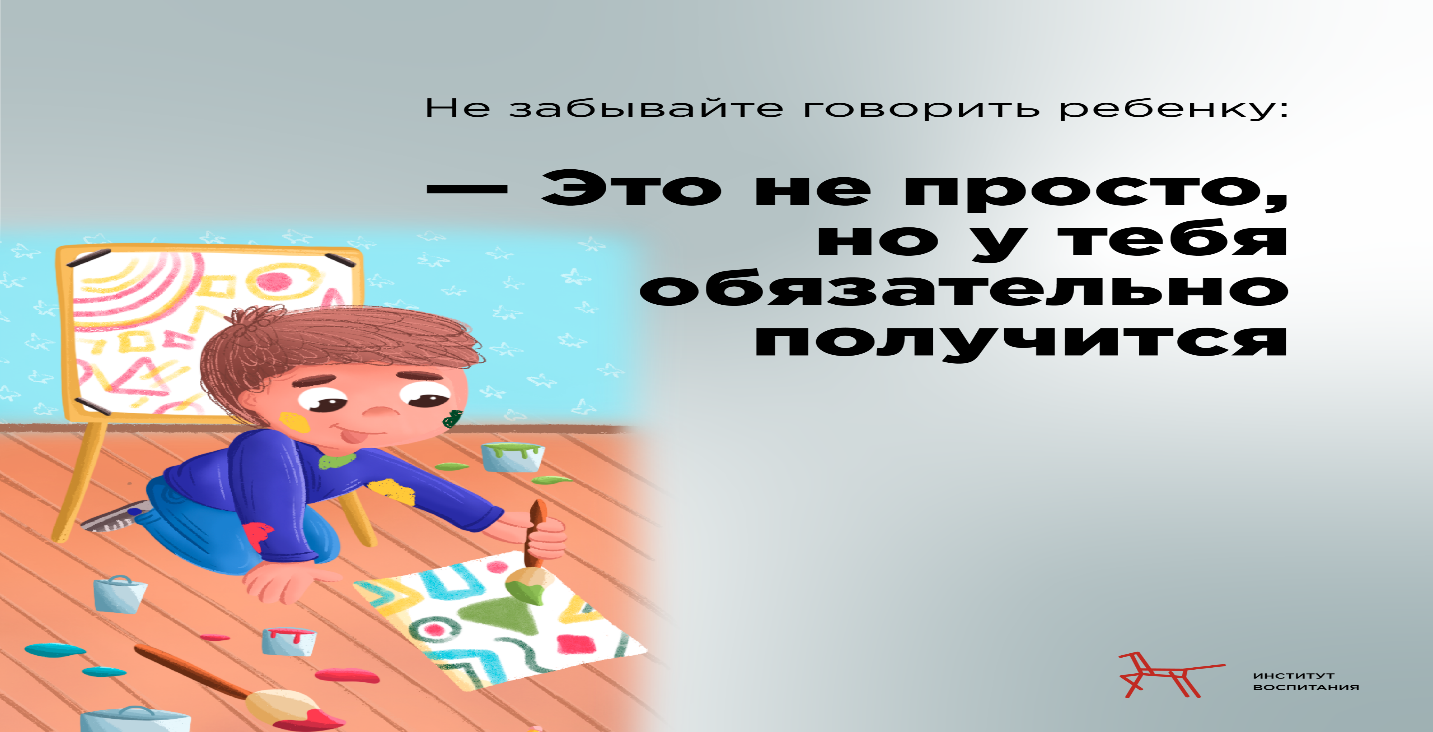 Не забывайте говорить ребенку:
— Это не просто,
но у тебя
обязательно
получится
ИНСТИТУТ
ВОСПИТАНИЯ